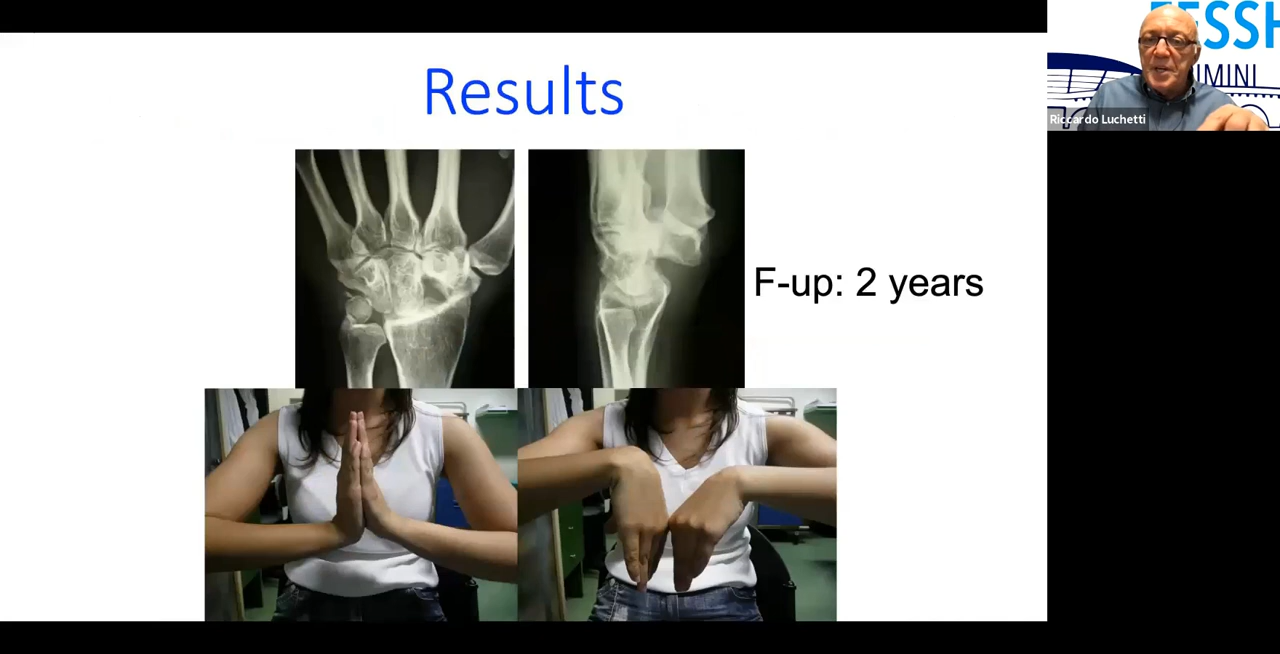 Results
F-up: 2 years
FESSH
RIMINI
Riccardo Luchetti